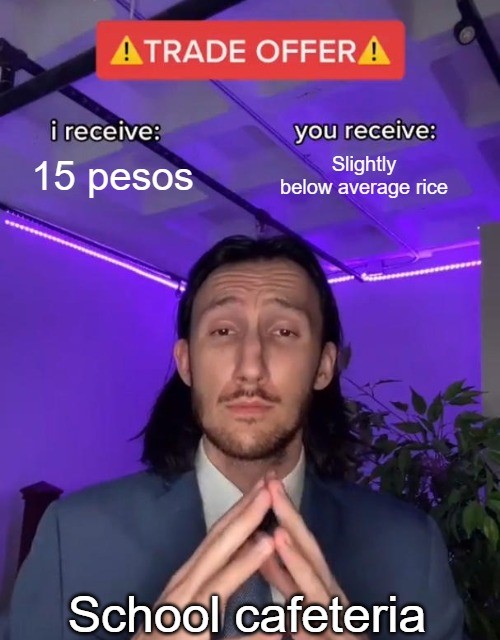 ⚠TRADE OFFER⚠
i receive:
you receive:
15 pesos
Slightly
below average rice
School cafeteria